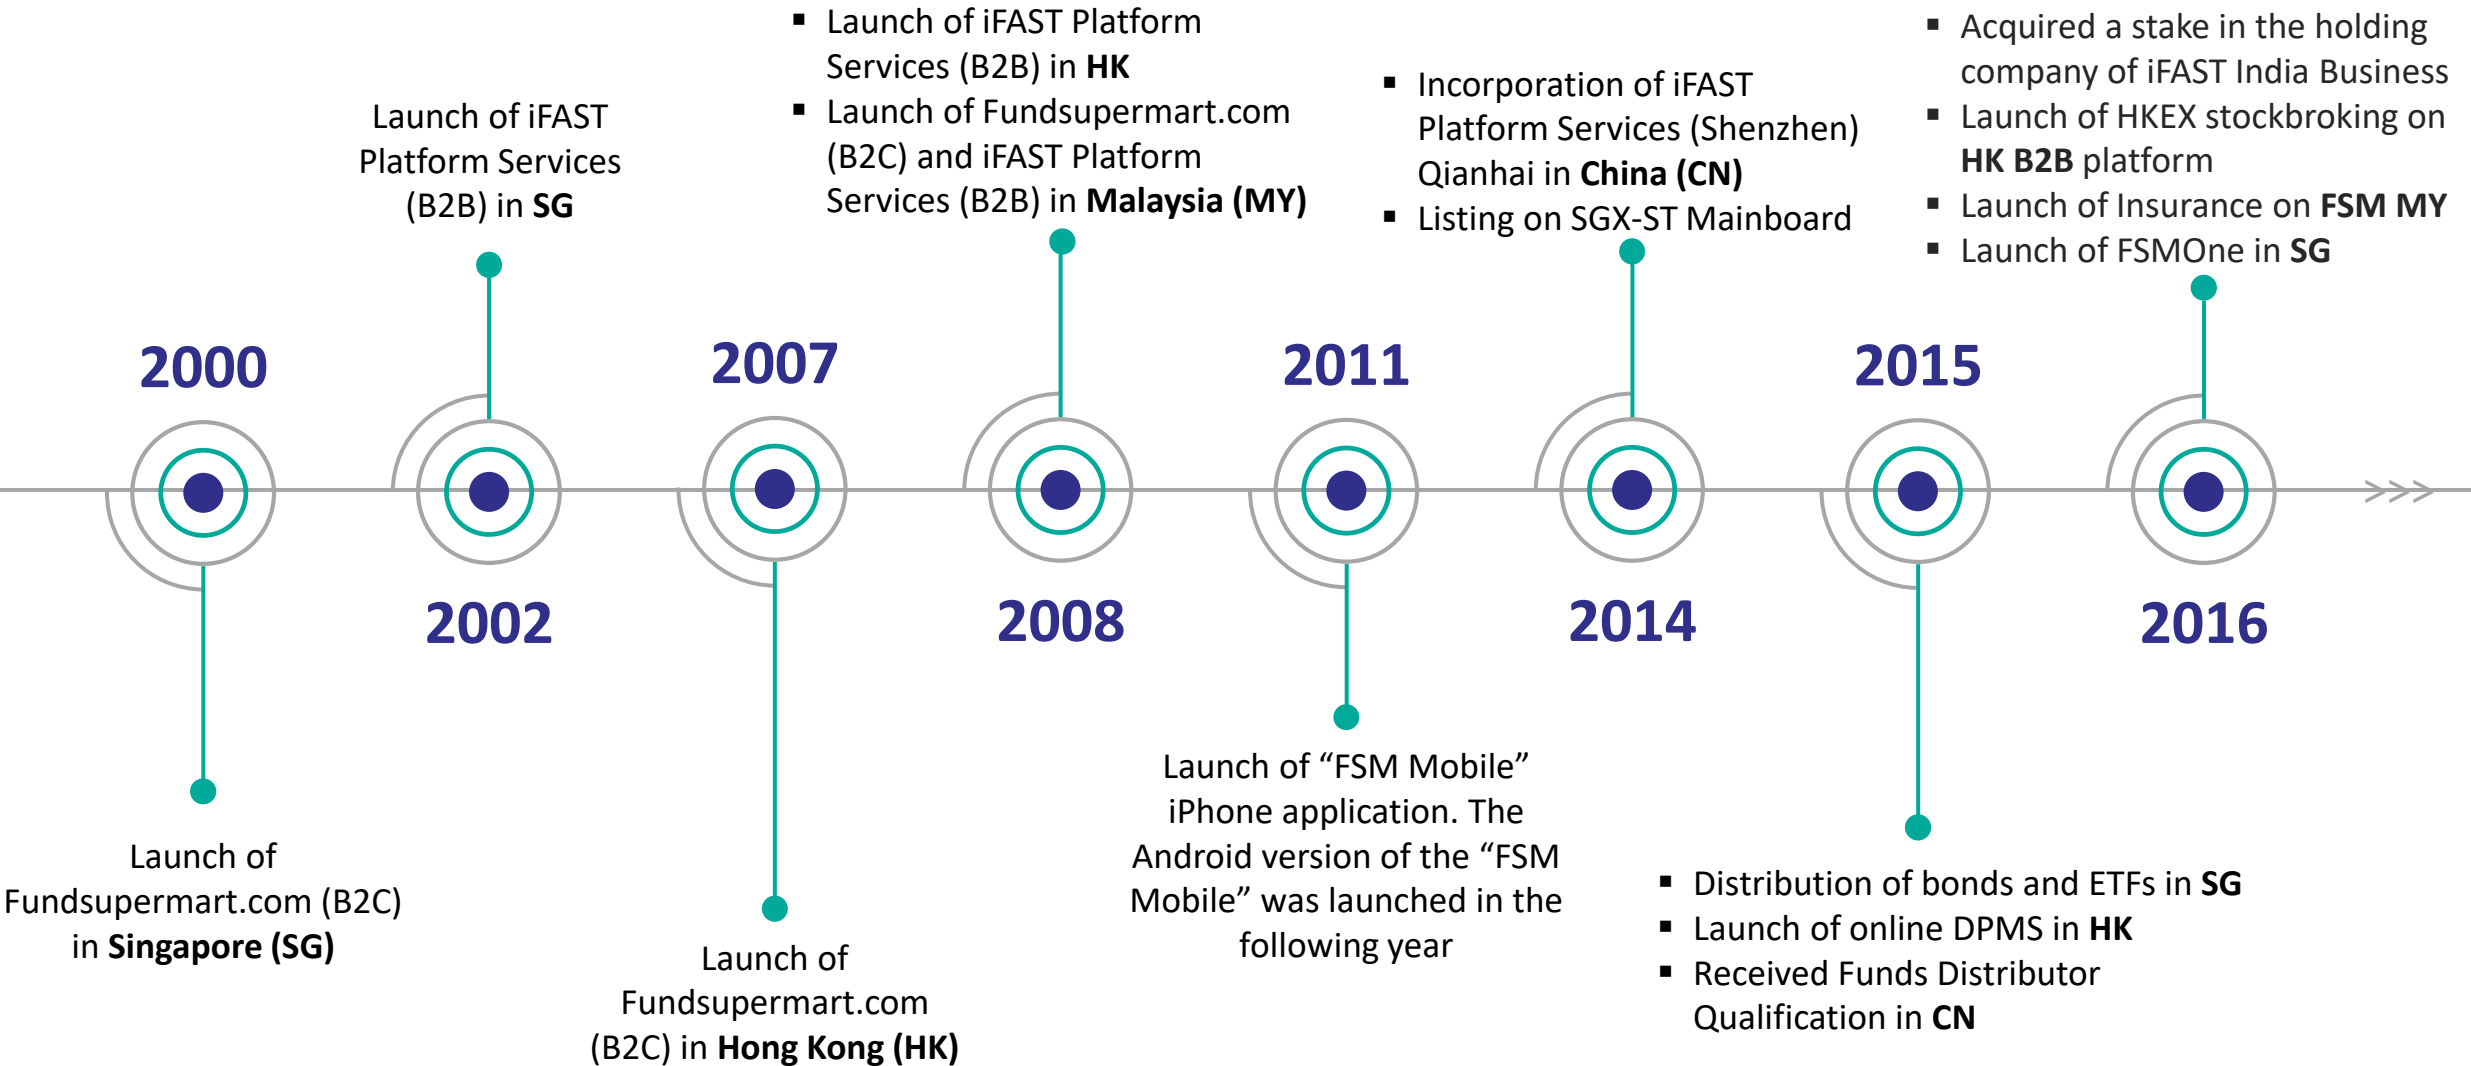 2000
Launch of
Fundsupermart.com (B2C)
in Singapore (SG)
Launch of iFAST
Platform Services
(B2B) in SG
2002
2007
Launch of
Fundsupermart.com
(B2C) in Hong Kong (HK)
▪ Launch of iFAST Platform
Services (B2B) in HK
▪ Launch of Fundsupermart.com
(B2C) and iFAST Platform
Services (B2B) in Malaysia (MY)
2008
2011
Launch of “FSM Mobile”
iPhone application. The
Android version of the “FSM
Mobile” was launched in the
following year
▪ Incorporation of iFAST
Platform Services (Shenzhen)
Qianhai in China (CN)
▪ Listing on SGX-ST Mainboard
2014
2015
▪ Distribution of bonds and ETFs in SG
▪ Launch of online DPMS in HK
▪ Received Funds Distributor
Qualification in CN
▪ Acquired a stake in the holding
company of iFAST India Business
▪ Launch of HKEX stockbroking on
HK B2B platform
▪ Launch of Insurance on FSM MY
▪ Launch of FSMOne in SG
2016